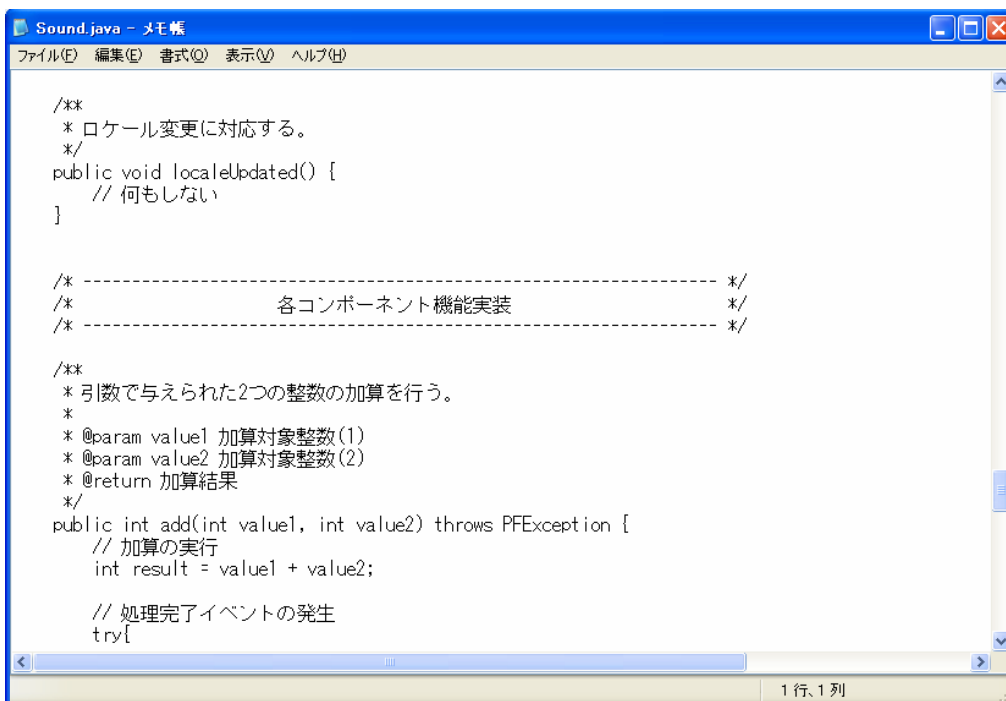 Sound.java - メモ帳
ファイル(F) 編集(E) 書式(O) 表示(V) ヘルプ(H)
/**
* ロケール変更に対応する。
*/
public void localeUpdated() {
// 何もしない
}
/* ----------------------------------------------------------------- */
/* 各コンポーネント機能実装 */
/* ----------------------------------------------------------------- */
/**
* 引数で与えられた2つの整数の加算を行う。
*
* @param value1 加算対象整数(1)
* @param value2 加算対象整数(2)
* @return 加算結果
*/
public int add(int value1, int value2) throws PFException {
// 加算の実行
int result = value1 + value2;
// 処理完了イベントの発生
try{
1 行、1 列